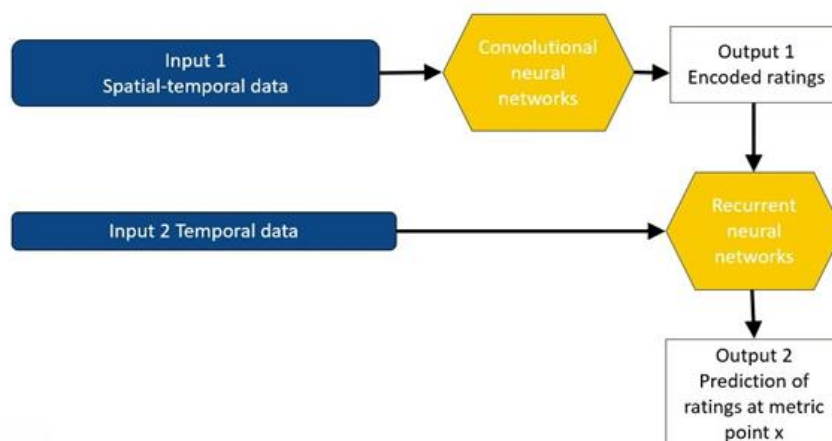 Input 1
Spatial-temporal data
Convolutional
neural
networks
Output 1
Encoded ratings
Input 2 Temporal data
Recurrent
neural
networks
Output 2
Prediction of
ratings at metric
point x